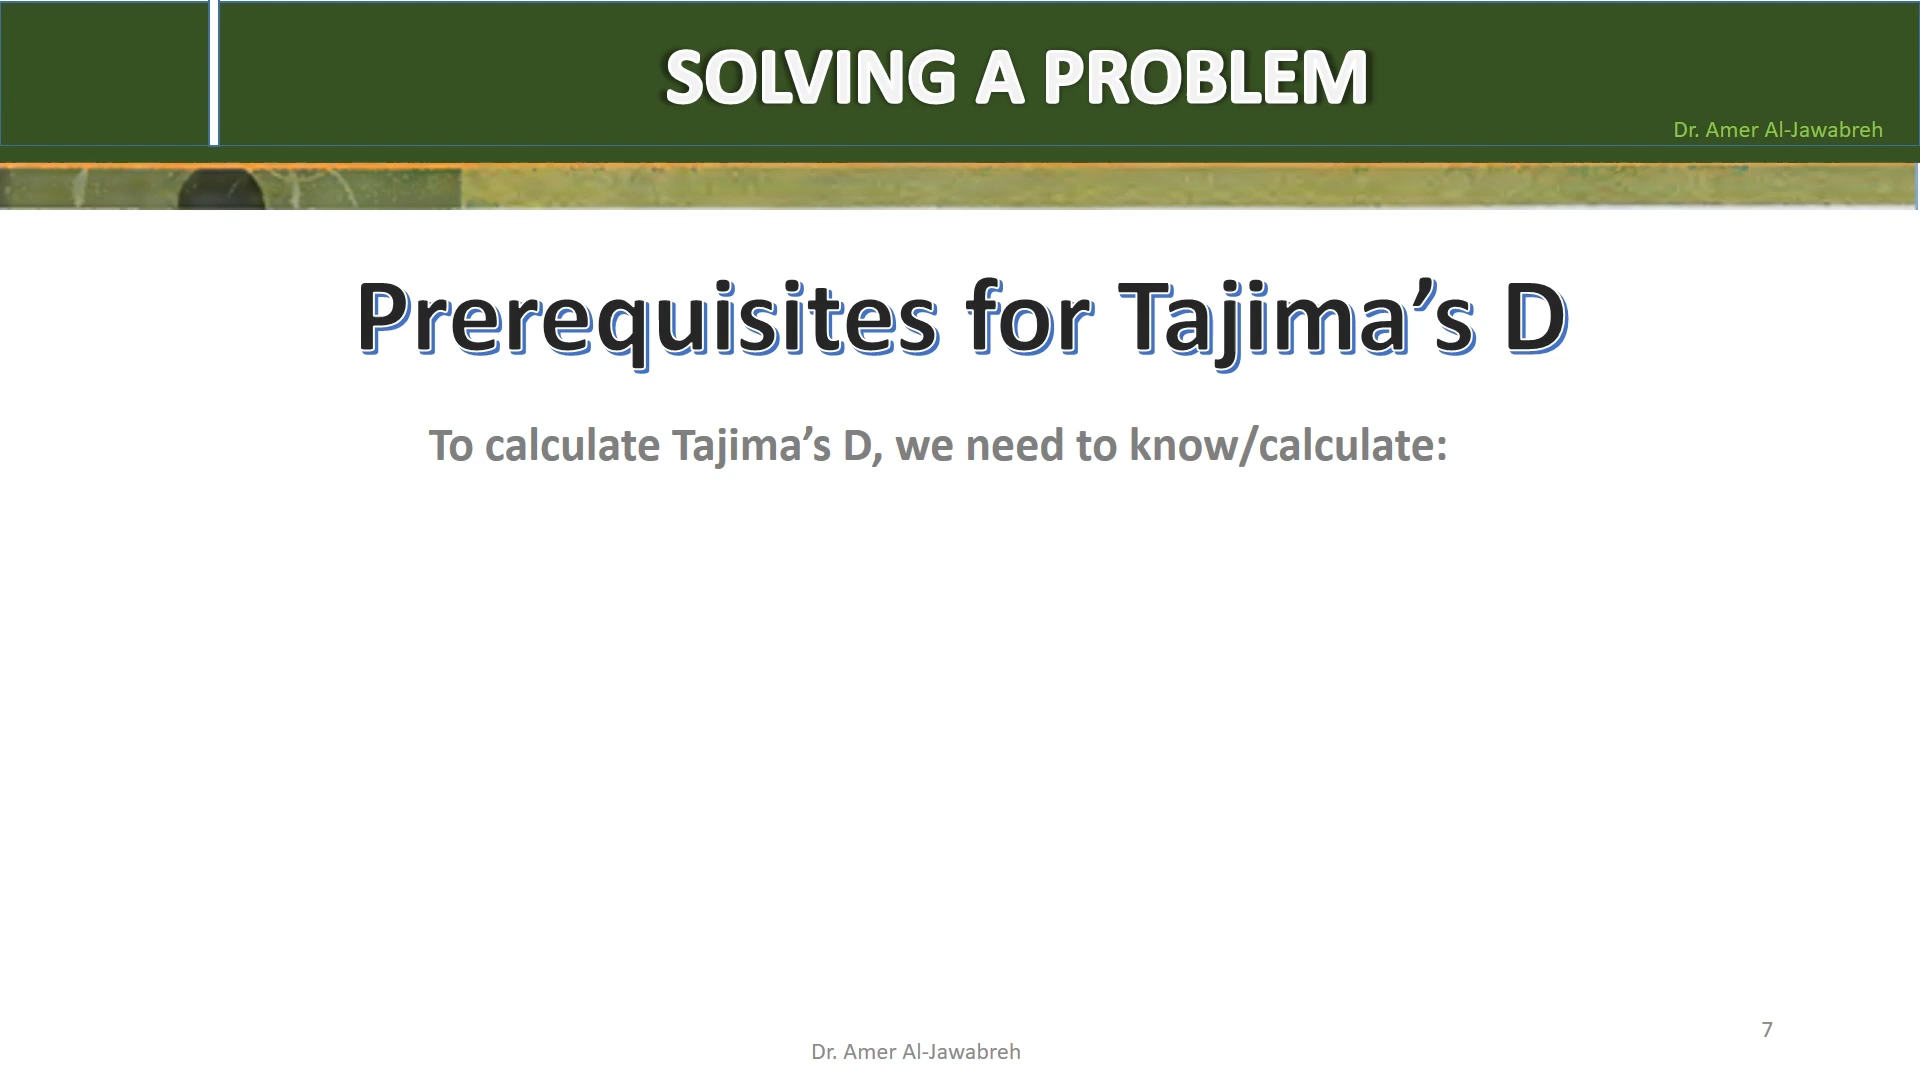 SOLVING A PROBLEM
Dr. Amer Al-Jawabreh
Prerequisites for Tajima’s D
To calculate Tajima’s D, we need to know/calculate:
7
Dr. Amer Al-Jawabreh